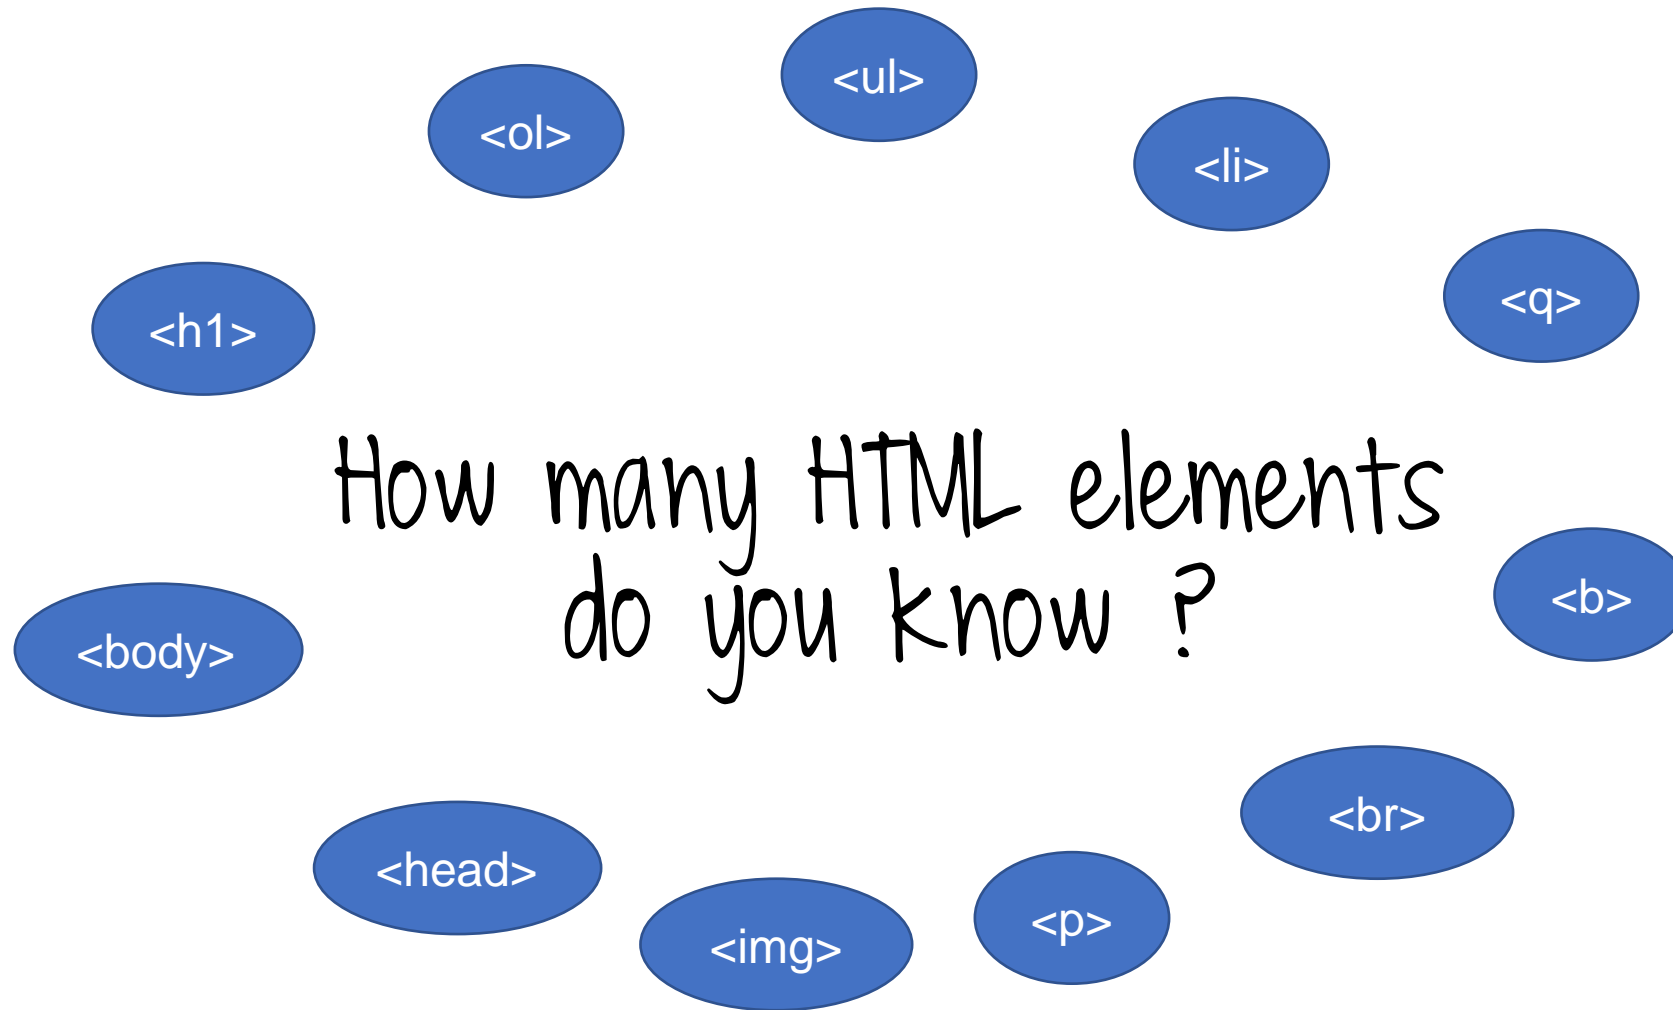 <ul>
<ol>
<li>
<q>
<h1>
How many HTML elements
do you know ?
<b>
<body>
<br>
<head>
<p>
<img>